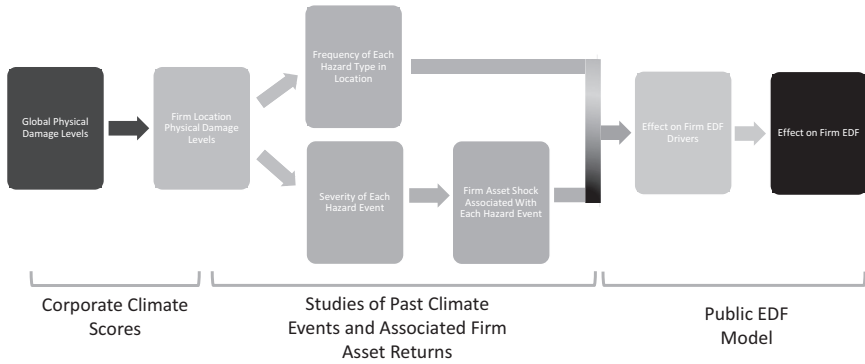 Global Physical
Damage Levels
Firm Location
Physical Damage
Levels
Frequency of Each
Hazard Type in
Location
Severity of Each
Hazard Event
Firm Asset Shock
Associated With
Each Hazard Event
Effect on Firm EDF
Drivers
Effect on Firm EDF
Corporate Climate
Scores
Studies of Past Climate
Events and Associated Firm
Asset Returns
Public EDF
Model